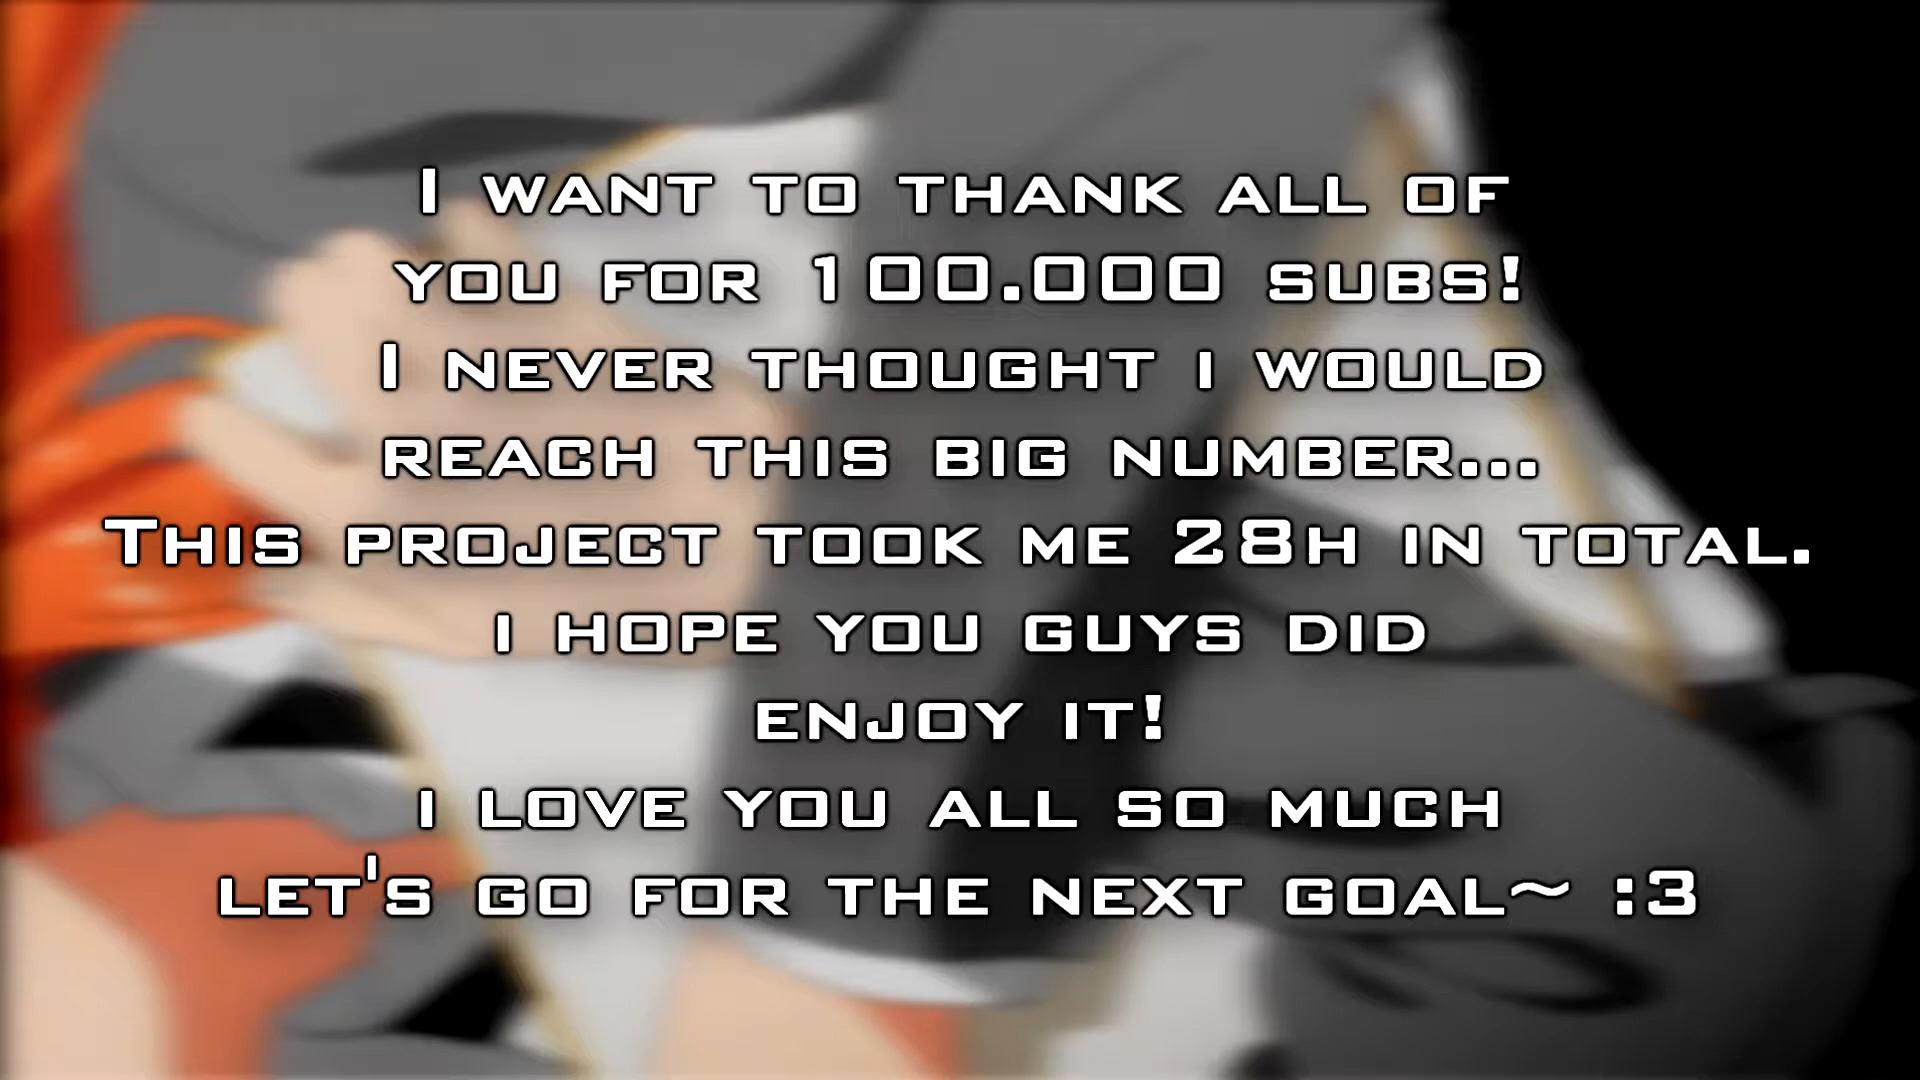 I want to thank all of
you for 100.000 subs!
I never thought i would
reach this big number...
This project took me 28h in total.
i hope you guys did
enjoy it!
i love you all so much
let's go for the next goal~ :3